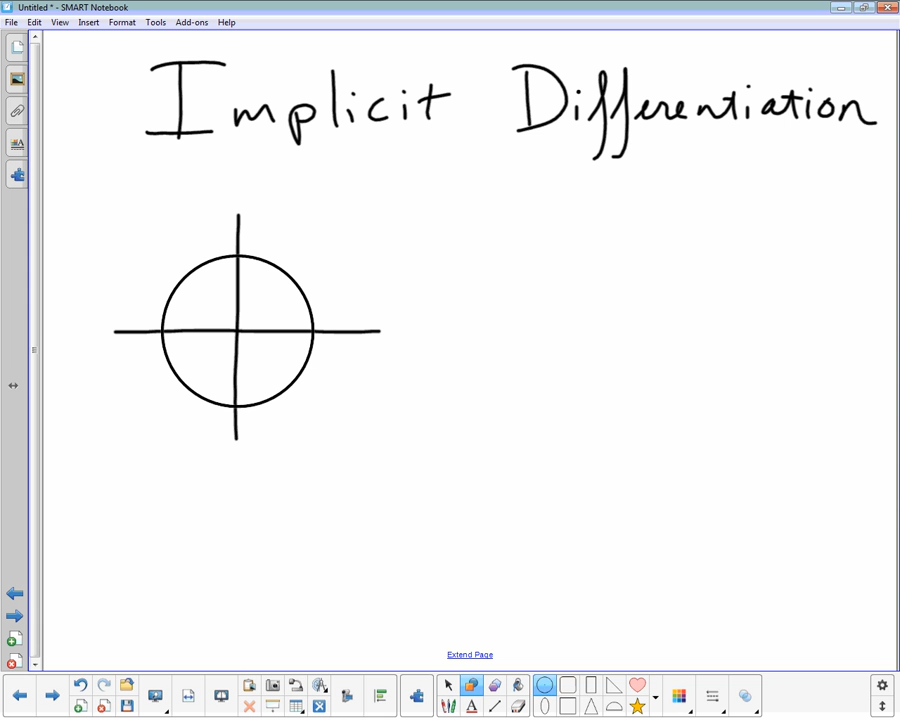 Untitled * - SMART Notebook
File Edit View Insert Format Tools Add-ons Help
Implicit Differentiation
Extend Page